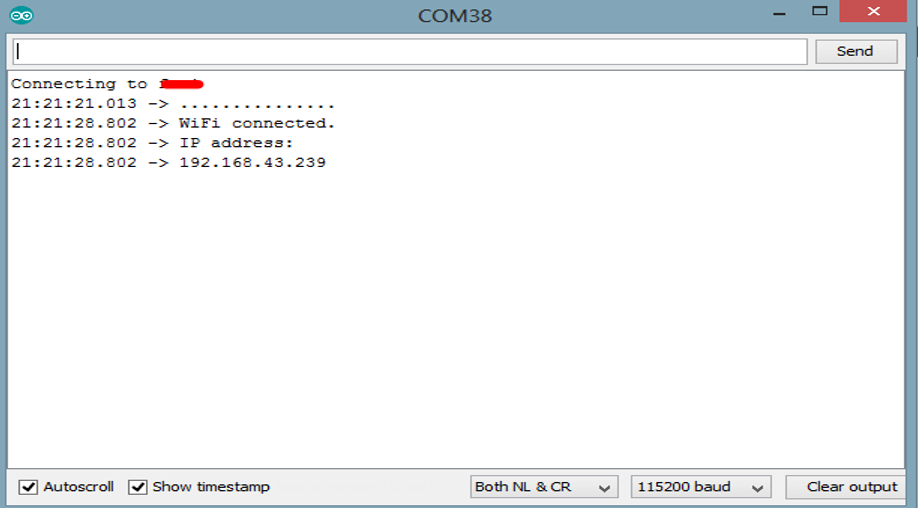 COM38
Send
Connecting to
21:21:21.013 -> ...............
21:21:28.802 -> WiFi connected.
21:21:28.802 -> IP address:
21:21:28.802 -> 192.168.43.239
Autoscroll Show timestamp Both NL & CR 115200 baud Clear output